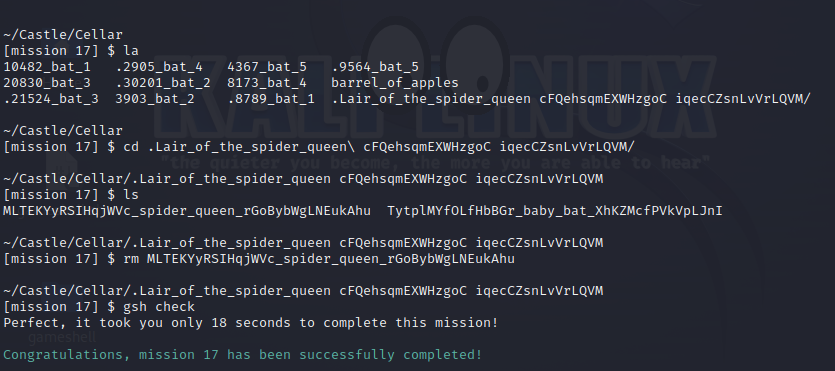 ~/Castle/Cellar
[mission 17] $ la
10482_bat_1   .2905_bat_4   4367_bat_5   .9564_bat_5
20830_bat_3   .30201_bat_2  8173_bat_4   barrel_of_apples
.21524_bat_3  3903_bat_2    .8789_bat_1  .Lair_of_the_spider_queen cFQehsqmEXWHzgoC iqecCZsnLvVrLQVM/
~/Castle/Cellar
[mission 17] $ cd .Lair_of_the_spider_queen\ cFQehsqmEXWHzgoC iqecCZsnLvVrLQVM/
~/Castle/Cellar/.Lair_of_the_spider_queen cFQehsqmEXWHzgoC iqecCZsnLvVrLQVM
[mission 17] $ ls
MLTEKYyRSIHqjWVc_spider_queen_rGoBybWgLNEukAhu  TytplMYfOLfHbBGr_baby_bat_XhKZMcfPVkVpLJnI
~/Castle/Cellar/.Lair_of_the_spider_queen cFQehsqmEXWHzgoC iqecCZsnLvVrLQVM
[mission 17] $ rm MLTEKYyRSIHqjWVc_spider_queen_rGoBybWgLNEukAhu
~/Castle/Cellar/.Lair_of_the_spider_queen cFQehsqmEXWHzgoC iqecCZsnLvVrLQVM
[mission 17] $ gsh check
Perfect, it took you only 18 seconds to complete this mission!
gameshell
Congratulations, mission 17 has been successfully completed!
KALI LINUX
"the quieter you become, the more you are able to hear"